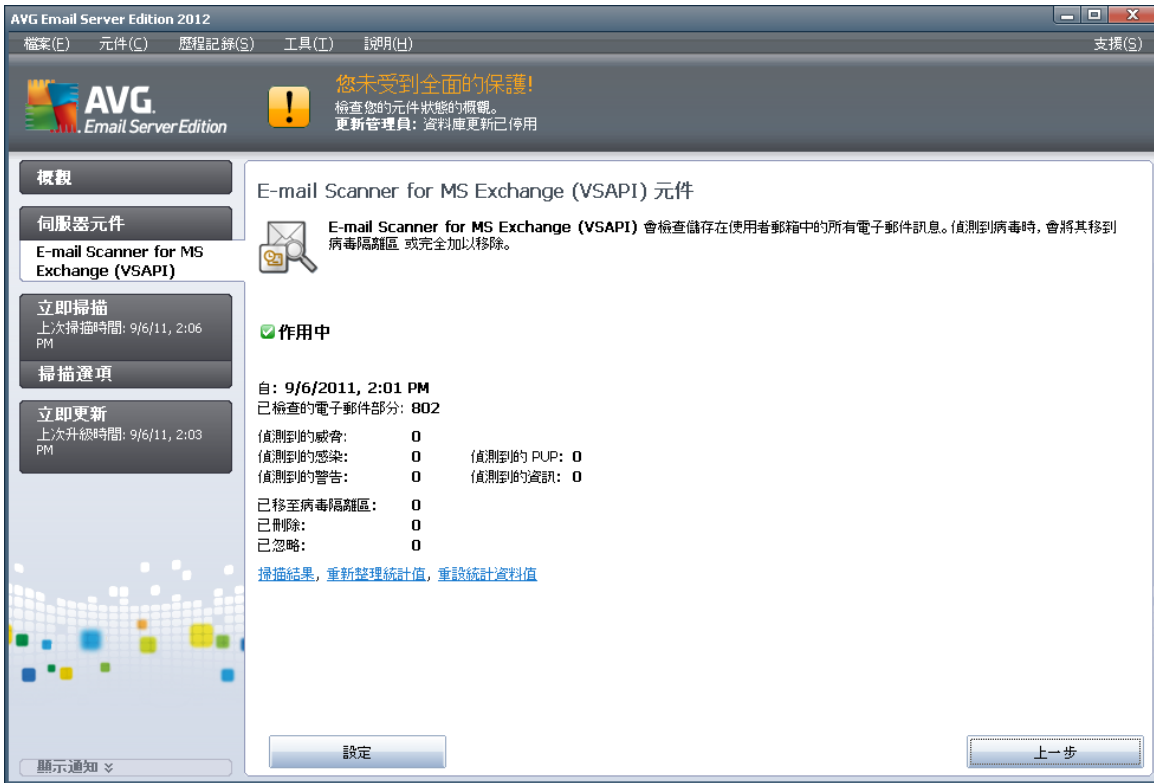 AVG Email Server Edition 2012
檔案(F) 元件(C) 歷程記錄(S) 工具(T) 說明(H) 支援(S)
AVG.
Email Server Edition
您未受到全面的保護!
檢查您的元件狀態的概觀。
更新管理員: 資料庫更新已停用
概觀
伺服器元件
E-mail Scanner for MS
Exchange (VSAPI)
立即掃描
上次掃描時間: 9/6/11, 2:06
PM
掃描選項
立即更新
上次升級時間: 9/6/11, 2:03
PM
顯示通知
E-mail Scanner for MS Exchange (VSAPI) 元件
E-mail Scanner for MS Exchange (VSAPI) 會檢查儲存在使用者郵箱中的所有電子郵件訊息。偵測到病毒時, 會將其移到
病毒隔離區 或完全加以移除。
作用中
自: 9/6/2011, 2:01 PM
已檢查的電子郵件部分: 802
偵測到的威脅: 0
偵測到的感染: 0 偵測到的 PUP: 0
偵測到的警告: 0 偵測到的資訊: 0
已移至病毒隔離區: 0
已刪除: 0
已忽略: 0
掃描結果, 重新整理統計值, 重設統計資料值
設定
上一步